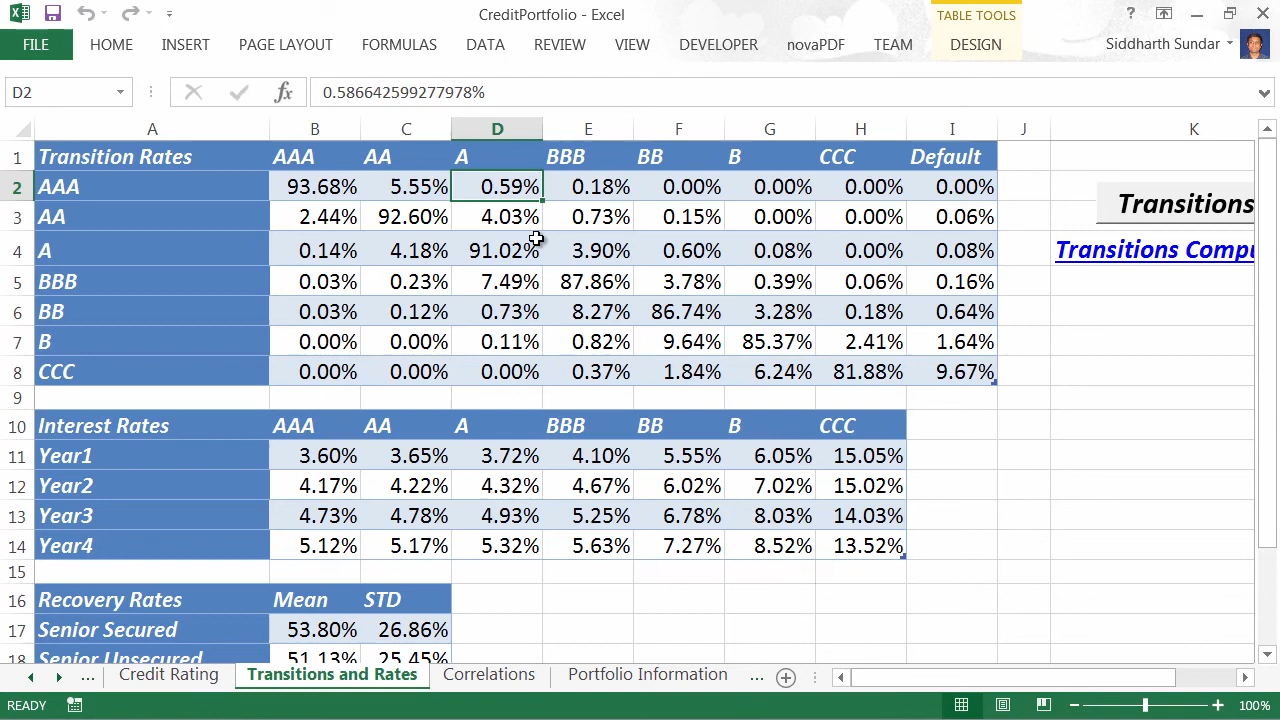 CreditPortfolio - Excel
TABLE TOOLS
?
FILE HOME INSERT PAGE LAYOUT FORMULAS DATA REVIEW VIEW DEVELOPER novaPDF TEAM DESIGN Siddharth Sundar
D2 fx 0.586642599277978%
A B C D E F G H I J K
1 Transition Rates AAA AA A BBB BB B CCC Default
2 AAA 93.68% 5.55% 0.59% 0.18% 0.00% 0.00% 0.00% 0.00%
Transitions
3 AA 2.44% 92.60% 4.03% 0.73% 0.15% 0.00% 0.00% 0.06%
4 A 0.14% 4.18% 91.02% 3.90% 0.60% 0.08% 0.00% 0.08% Transitions Compu
5 BBB 0.03% 0.23% 7.49% 87.86% 3.78% 0.39% 0.06% 0.16%
6 BB 0.03% 0.12% 0.73% 8.27% 86.74% 3.28% 0.18% 0.64%
7 B 0.00% 0.00% 0.11% 0.82% 9.64% 85.37% 2.41% 1.64%
8 CCC 0.00% 0.00% 0.00% 0.37% 1.84% 6.24% 81.88% 9.67%
9
10 Interest Rates AAA AA A BBB BB B CCC
11 Year1 3.60% 3.65% 3.72% 4.10% 5.55% 6.05% 15.05%
12 Year2 4.17% 4.22% 4.32% 4.67% 6.02% 7.02% 15.02%
13 Year3 4.73% 4.78% 4.93% 5.25% 6.78% 8.03% 14.03%
14 Year4 5.12% 5.17% 5.32% 5.63% 7.27% 8.52% 13.52%
15
16 Recovery Rates Mean STD
17 Senior Secured 53.80% 26.86%
18 Senior Unsecured 51.13% 25.45%
... Credit Rating Transitions and Rates Correlations Portfolio Information ...
READY 100%